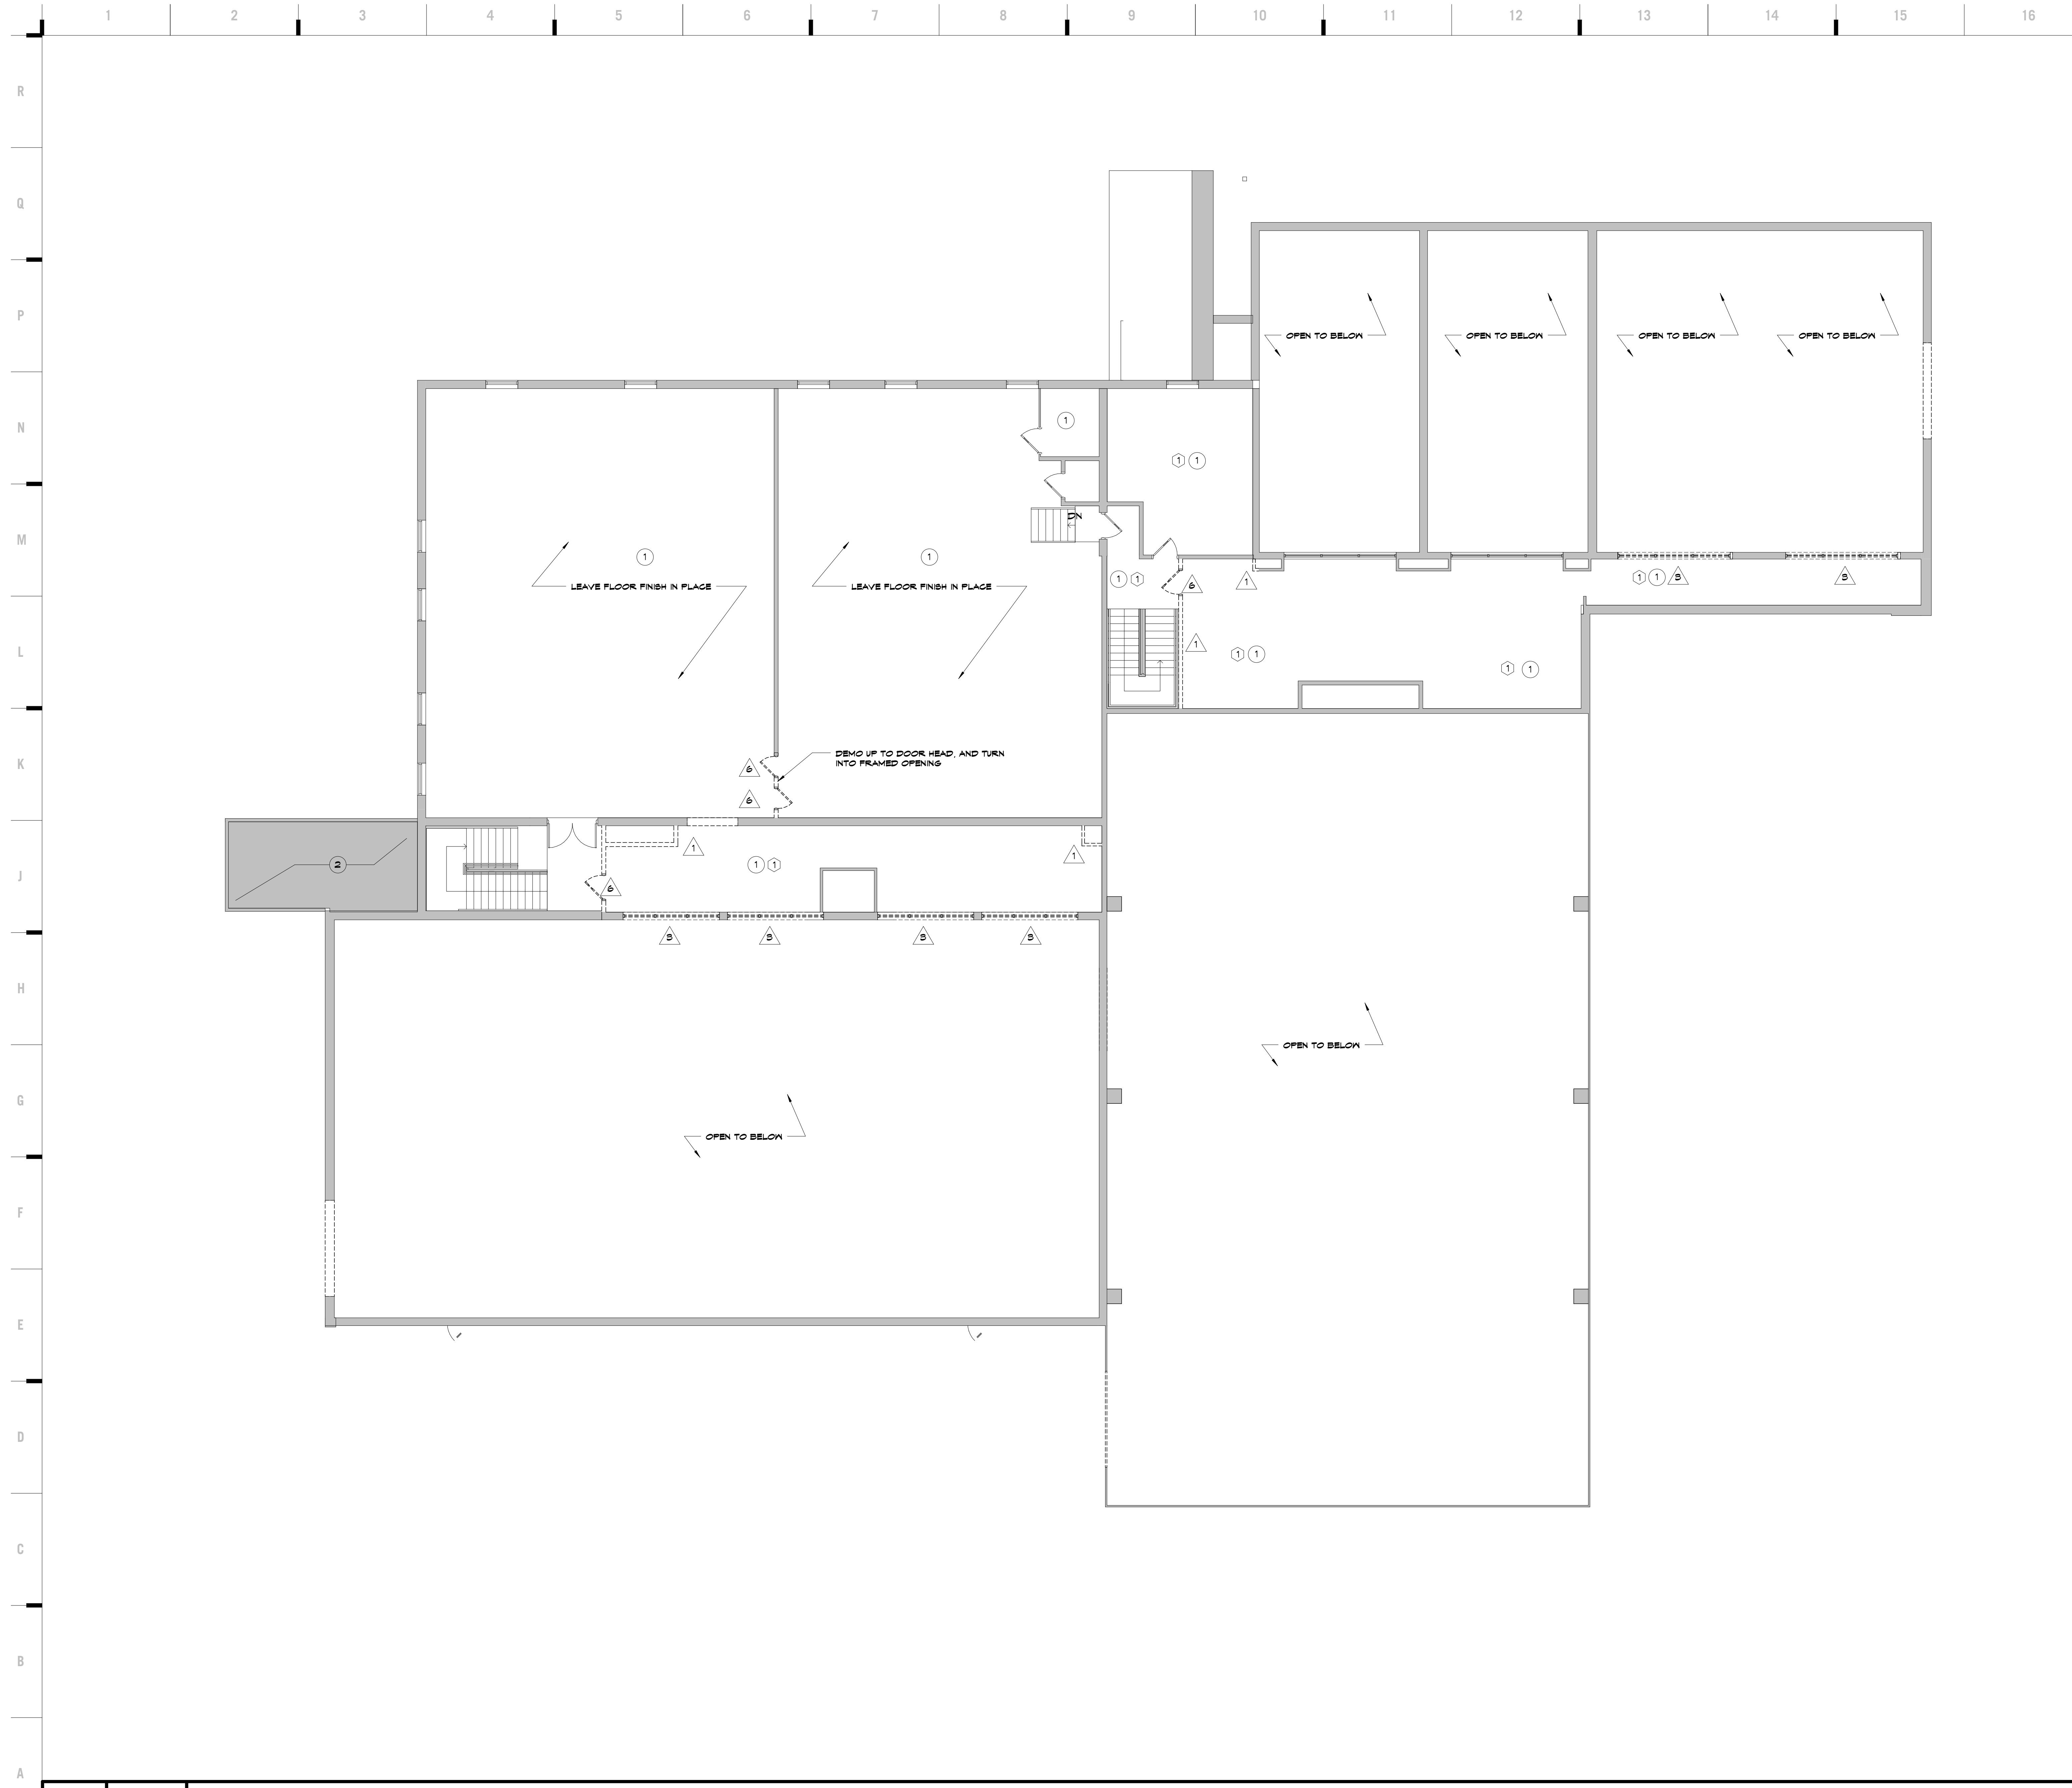 1 2 3 4 5 6 7 8 9 10 11 12 13 14 15 16
R
Q
P
OPEN TO BELOW OPEN TO BELOW OPEN TO BELOW OPEN TO BELOW
N
1
1 1
M
DN
1 1
1 1 6 1 1 1 3 3
LEAVE FLOOR FINISH IN PLACE LEAVE FLOOR FINISH IN PLACE
L
1
1 1 1 1
K
DEMO UP TO DOOR HEAD, AND TURN
INTO FRAMED OPENING
6
6
J
1 1
2 1 1
6
3 3 3 3
H
OPEN TO BELOW
G
OPEN TO BELOW
F
E
D
C
B
A